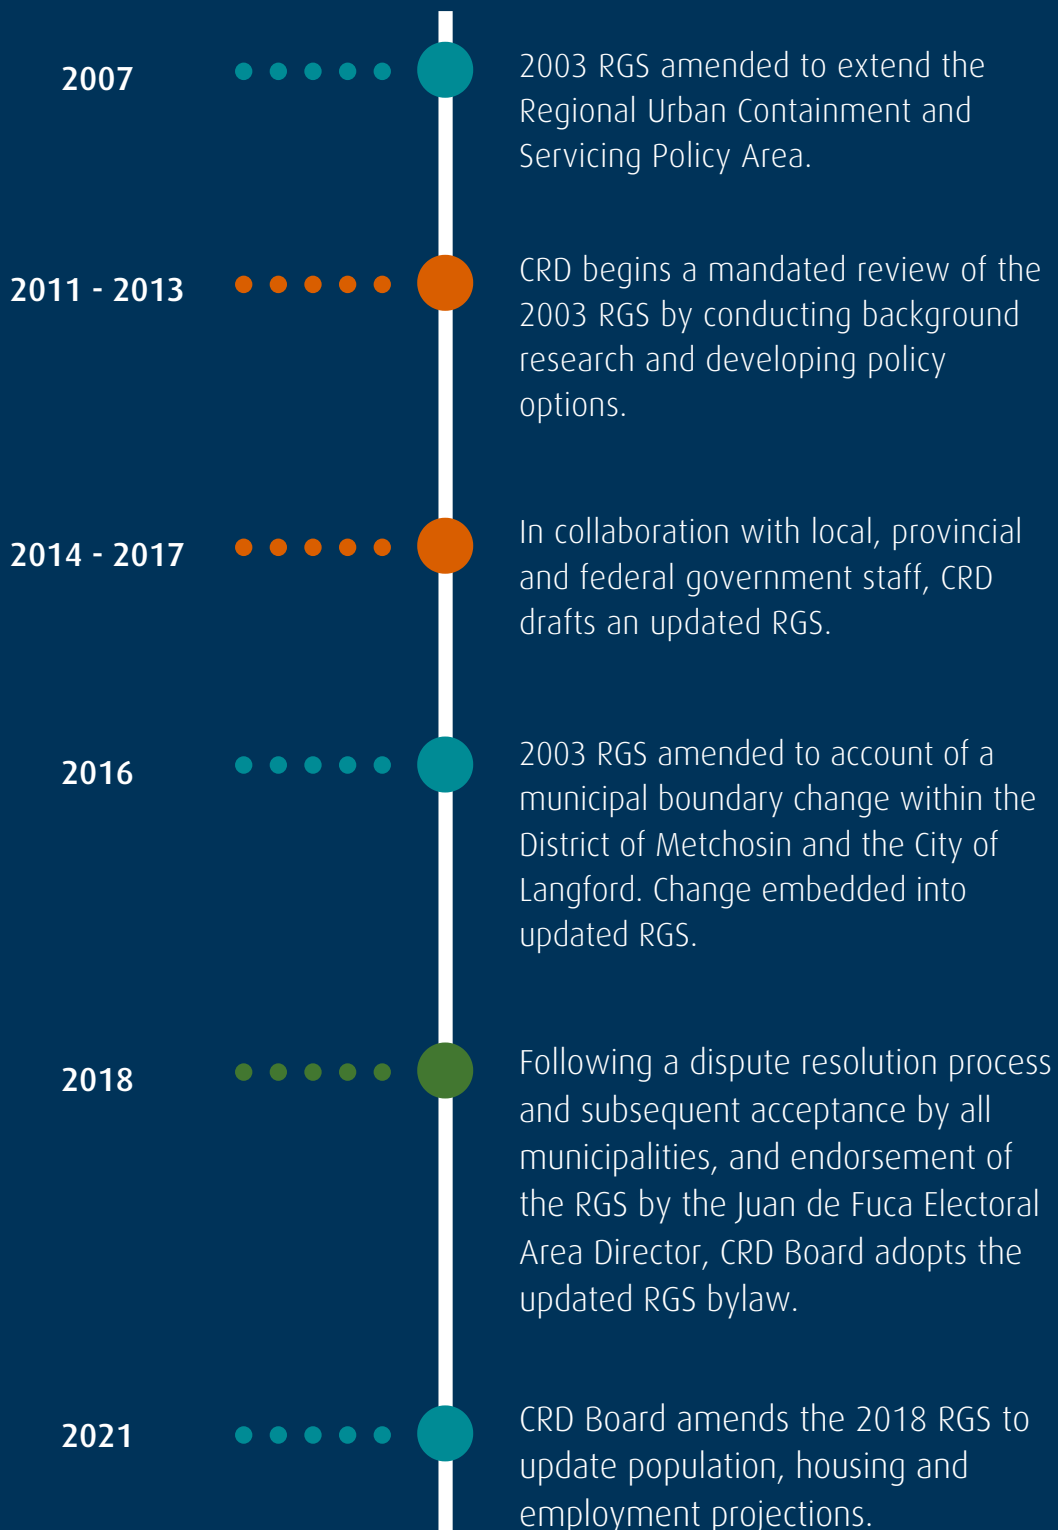 2007
2003 RGS amended to extend the
Regional Urban Containment and
Servicing Policy Area.
2011 - 2013
CRD begins a mandated review of the
2003 RGS by conducting background
research and developing policy
options.
2014 - 2017
In collaboration with local, provincial
and federal government staff, CRD
drafts an updated RGS.
2016
2003 RGS amended to account of a
municipal boundary change within the
District of Metchosin and the City of
Langford. Change embedded into
updated RGS.
2018
Following a dispute resolution process
and subsequent acceptance by all
municipalities, and endorsement of
the RGS by the Juan de Fuca Electoral
Area Director, CRD Board adopts the
updated RGS bylaw.
2021
CRD Board amends the 2018 RGS to
update population, housing and
employment projections.